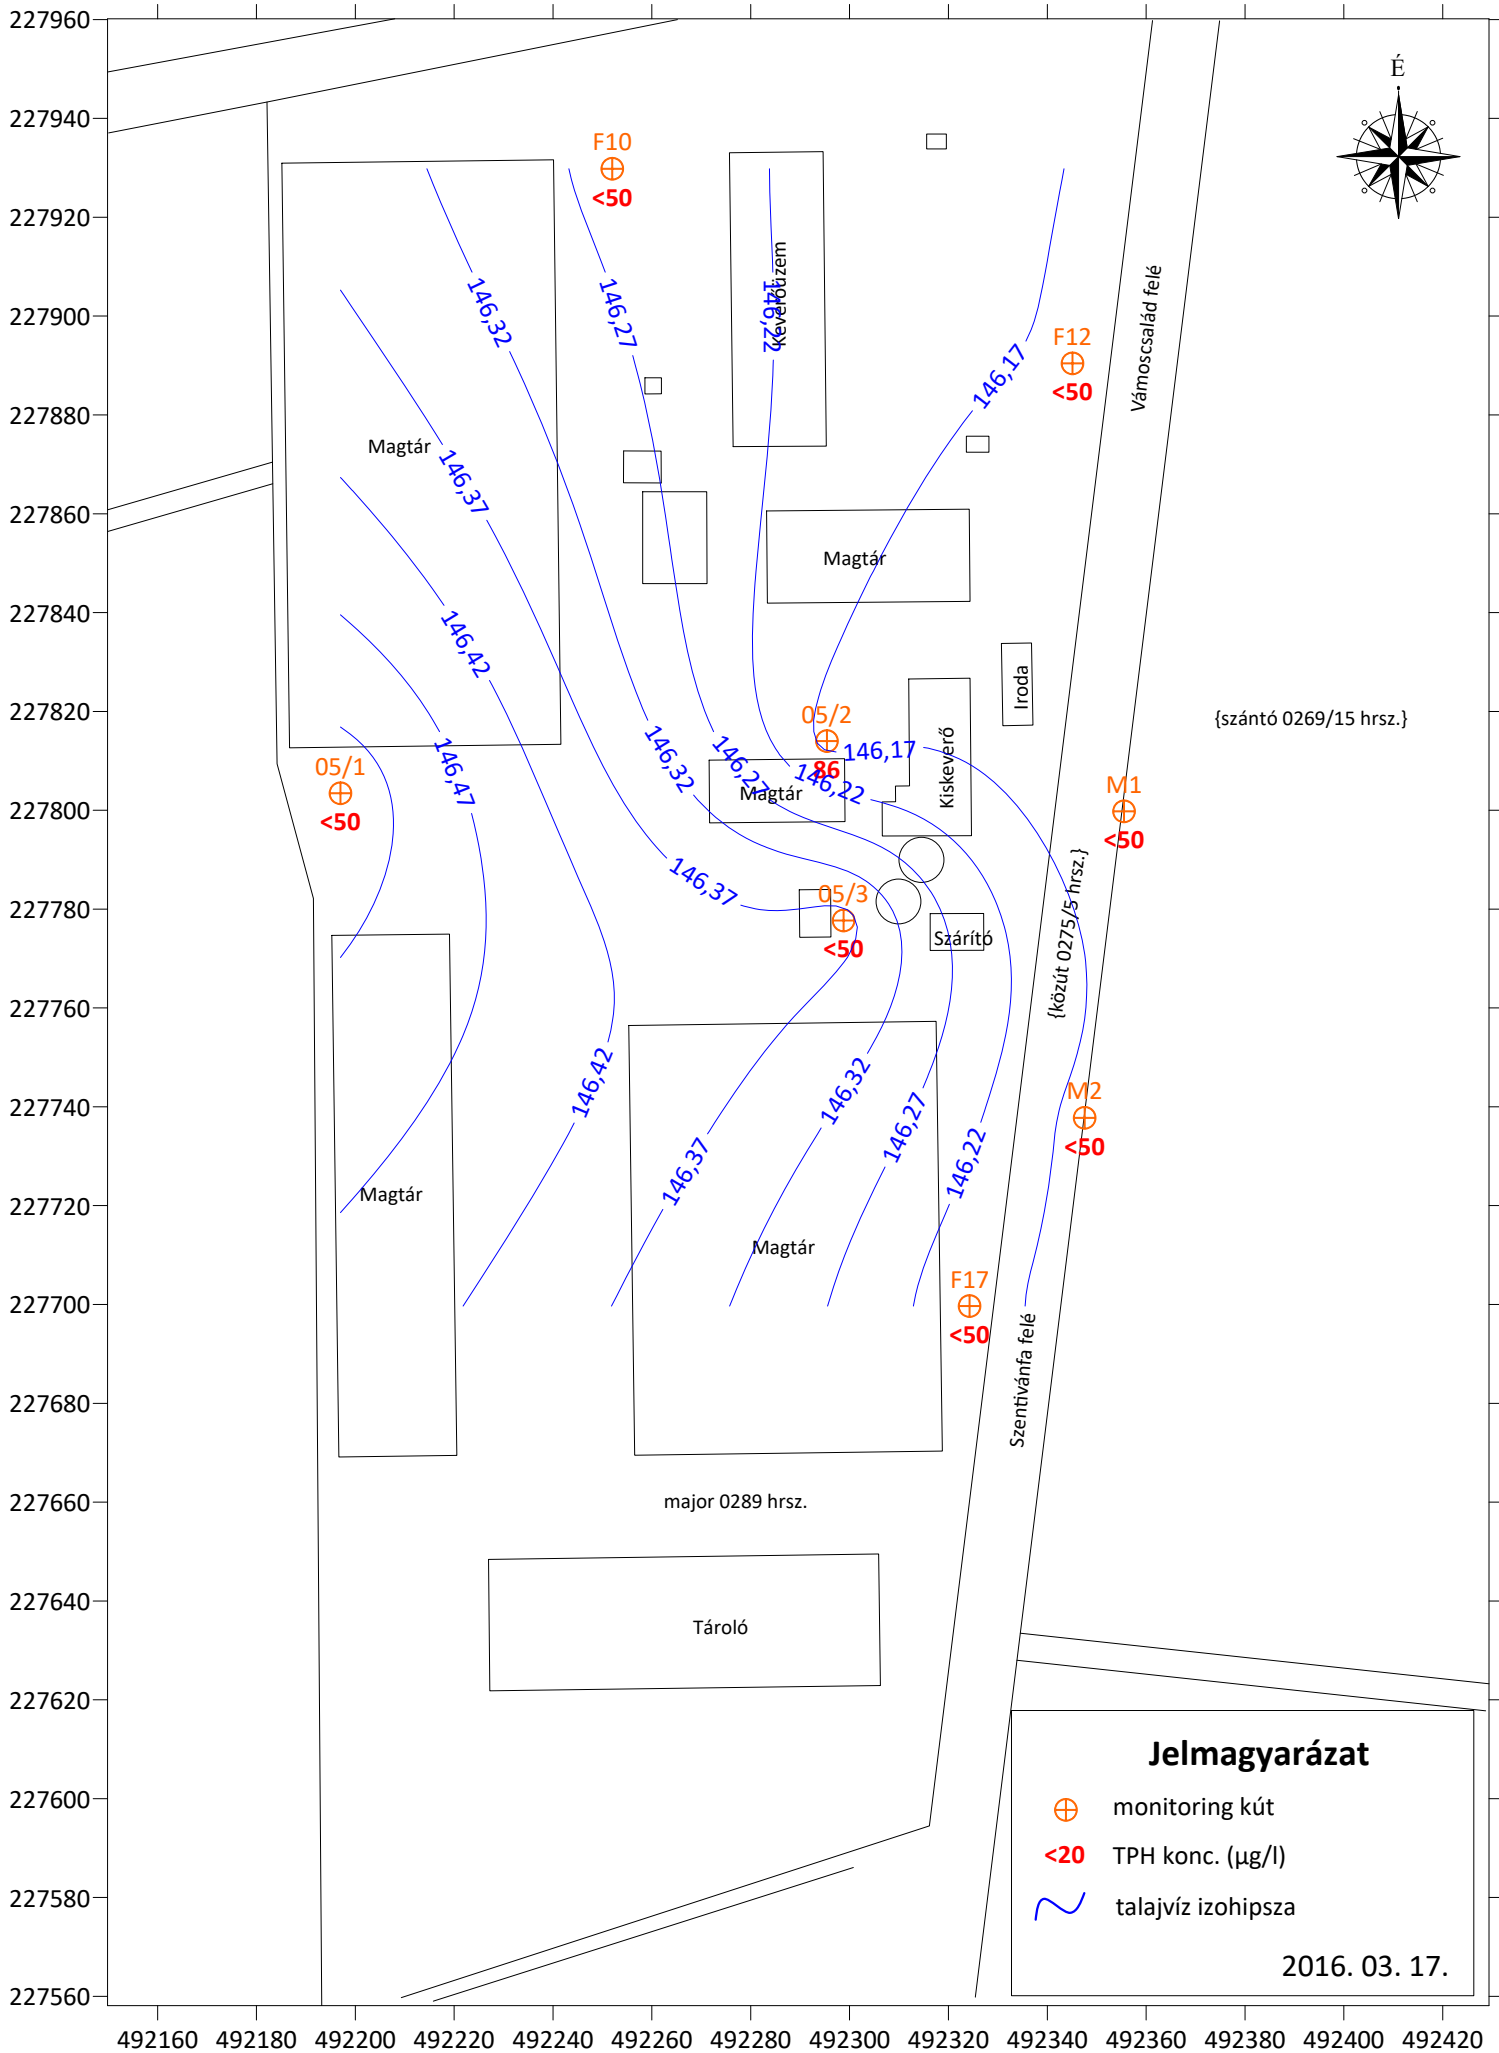 227960
227940
227920
227900
227880
227860
227840
227820
227800
227780
227760
227740
227720
227700
227680
227660
227640
227620
227600
227580
227560
492160 492180 492200 492220 492240 492260 492280 492300 492320 492340 492360 492380 492400 492420
É
F10
<50
Keverőüzem
146,32
146,27
146,22
146,17
F12
<50
Vámoscsalád felé
Magtár
146,37
Magtár
146,42
Iroda
05/2
86
146,17
{szántó 0269/15 hrsz.}
05/1
<50
146,47
146,32
146,27
146,22
Magtár
Kiskeverő
M1
<50
146,37
05/3
<50
Szárító
{közút 0275/5 hrsz.}
146,42
146,32
146,27
146,22
146,37
M2
<50
Magtár
Magtár
F17
<50
Szentivánfa felé
major 0289 hrsz.
Tároló
Jelmagyarázat
monitoring kút
<20 TPH konc. (µg/l)
talajvíz izohipsza
2016. 03. 17.